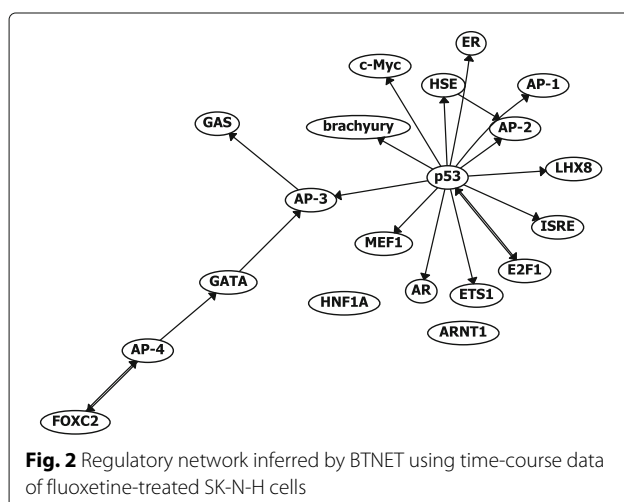 ER
c-Myc
HSE
AP-1
GAS
brachyury
AP-2
p53
LHX8
AP-3
ISRE
MEF1
E2F1
GATA
AR
ETS1
HNF1A
ARNT1
AP-4
FOXC2
Fig. 2 Regulatory network inferred by BTNET using time-course data
of fluoxetine-treated SK-N-H cells